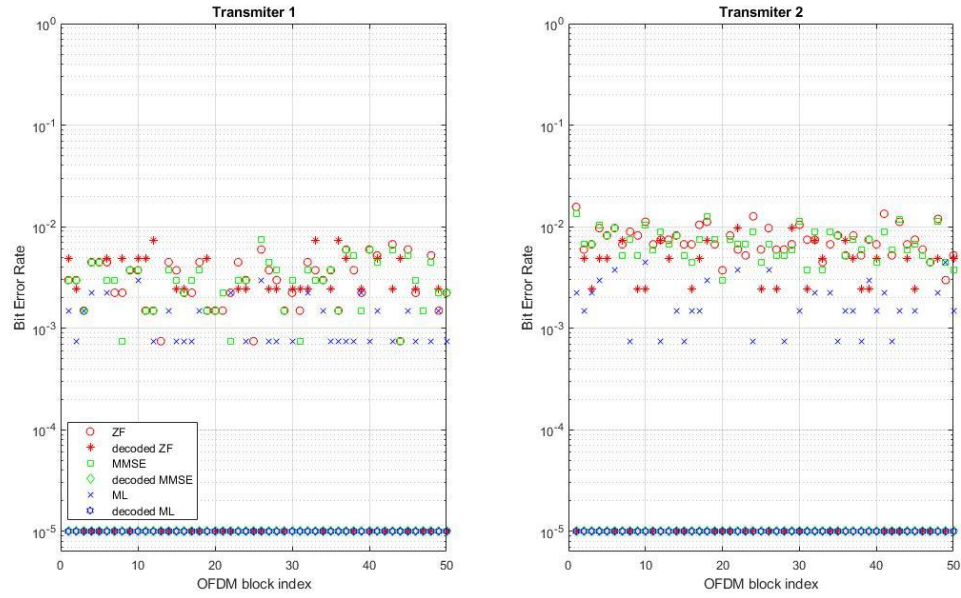 Transmiter 1
10^0
10^-1
10^-2
10^-3
10^-4
10^-5
Bit Error Rate
0 10 20 30 40 50
OFDM block index
ZF
decoded ZF
MMSE
decoded MMSE
ML
decoded ML
Transmiter 2
10^0
10^-1
10^-2
10^-3
10^-4
10^-5
Bit Error Rate
0 10 20 30 40 50
OFDM block index